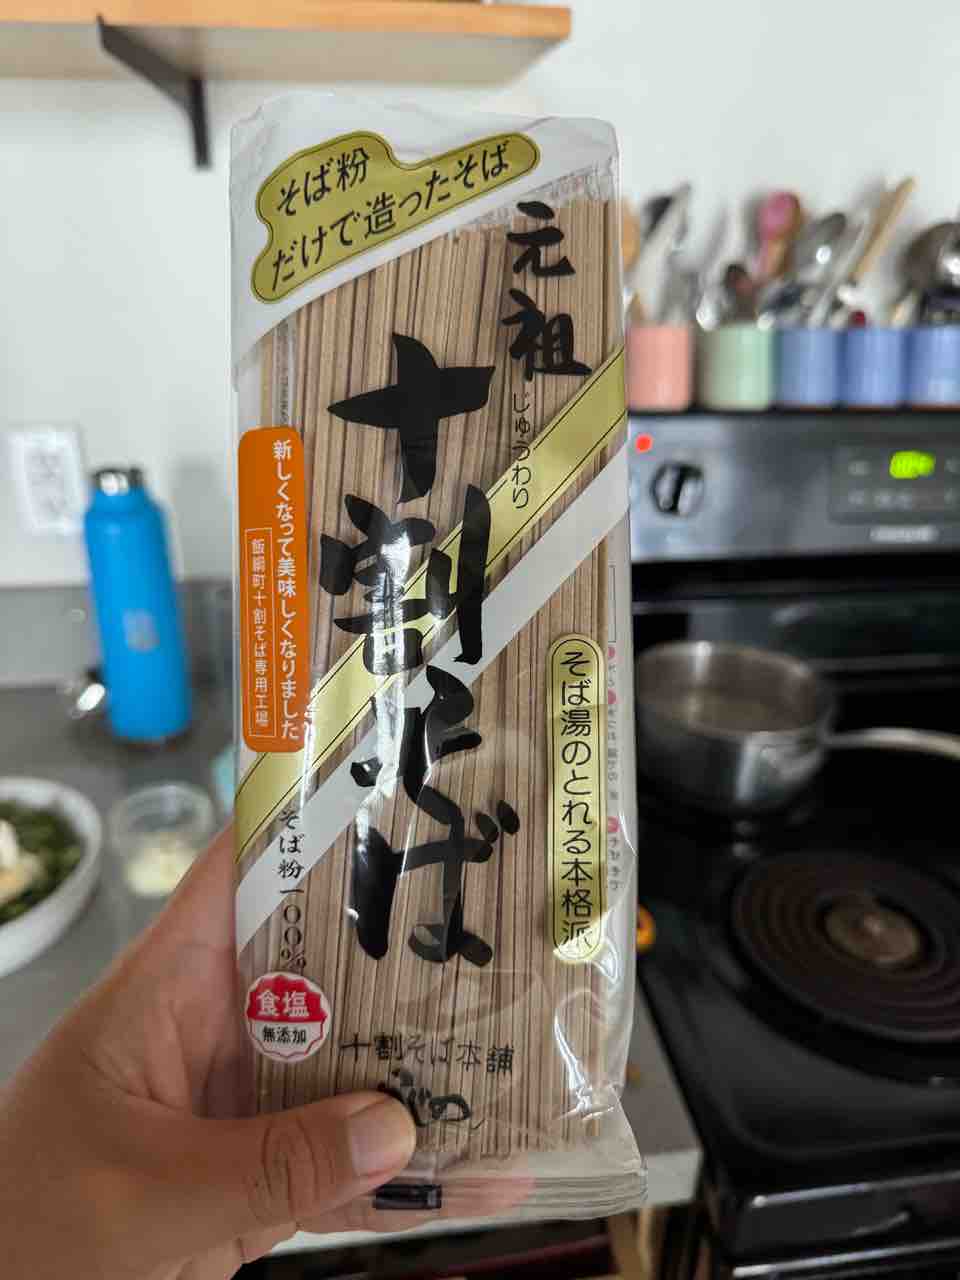 そば粉
だけで造ったそば
元祖
十割そば
じゅうわり
新しくなって美味しくなりました
飯綱町十割そば専用工場
そば湯のとれる本格派
そば粉一〇〇%
食塩
無添加
十割そば本舗